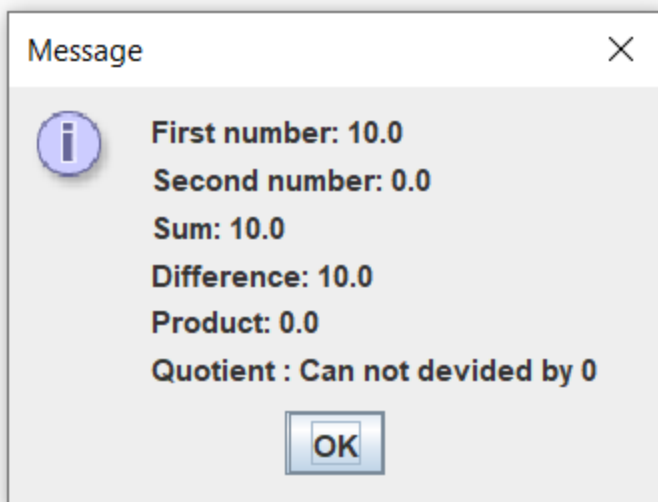 Message
First number: 10.0
Second number: 0.0
Sum: 10.0
Difference: 10.0
Product: 0.0
Quotient : Can not devided by 0
OK